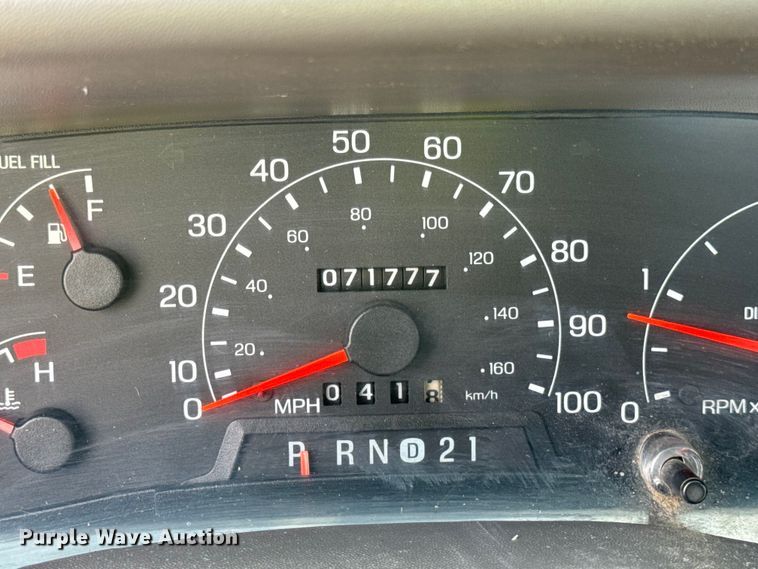 UEL FILL
F
E
H
0 10 20 30 40 50 60 70 80 90 100
20 40 60 80 100 120 140 160
071777
MPH 0418 km/h
P R N D 2 1
0 1
DI
RPM x
Purple Wave Auction